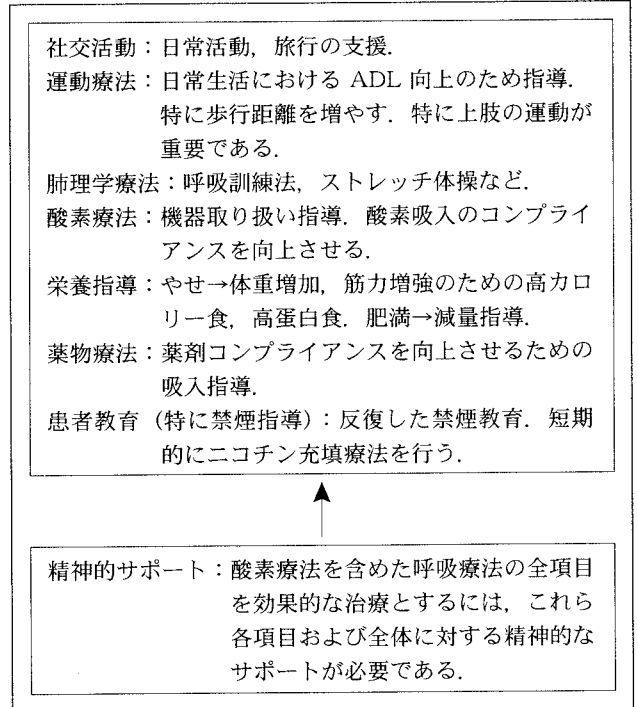 社交活動：日常活動，旅行の支援．
運動療法：日常生活における ADL 向上のため指導．
特に歩行距離を増やす．特に上肢の運動が
重要である．
肺理学療法：呼吸訓練法，ストレッチ体操など．
酸素療法：機器取り扱い指導．酸素吸入のコンプライ
アンスを向上させる．
栄養指導：やせ→体重増加，筋力増強のための高カロ
リー食，高蛋白食．肥満→減量指導．
薬物療法：薬剤コンプライアンスを向上させるための
吸入指導．
患者教育（特に禁煙指導）：反復した禁煙教育．短期
的にニコチン充填療法を行う．
精神的サポート：酸素療法を含めた呼吸療法の全項目
を効果的な治療とするには，これら
各項目および全体に対する精神的な
サポートが必要である．